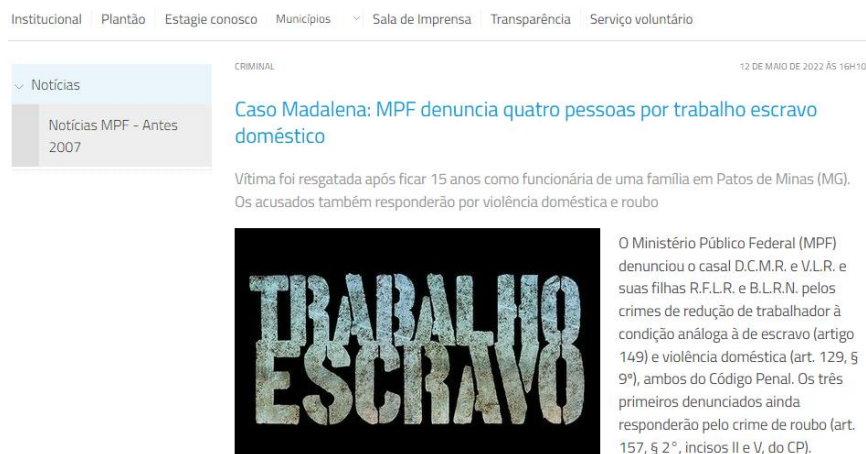 Institucional Plantão Estagie conosco Municípios Sala de Imprensa Transparência Serviço voluntário
Notícias
Notícias MPF - Antes
2007
CRIMINAL
12 DE MAIO DE 2022 ÀS 16H10
Caso Madalena: MPF denuncia quatro pessoas por trabalho escravo
doméstico
Vítima foi resgatada após ficar 15 anos como funcionária de uma família em Patos de Minas (MG).
Os acusados também responderão por violência doméstica e roubo
TRABALHO
ESCRAVO
O Ministério Público Federal (MPF)
denunciou o casal D.C.M.R. e V.L.R. e
suas filhas R.F.L.R. e B.L.R.N. pelos
crimes de redução de trabalhador à
condição análoga à de escravo (artigo
149) e violência doméstica (art. 129, §
9º), ambos do Código Penal. Os três
primeiros denunciados ainda
responderão pelo crime de roubo (art.
157, § 2°, incisos II e V, do CP).